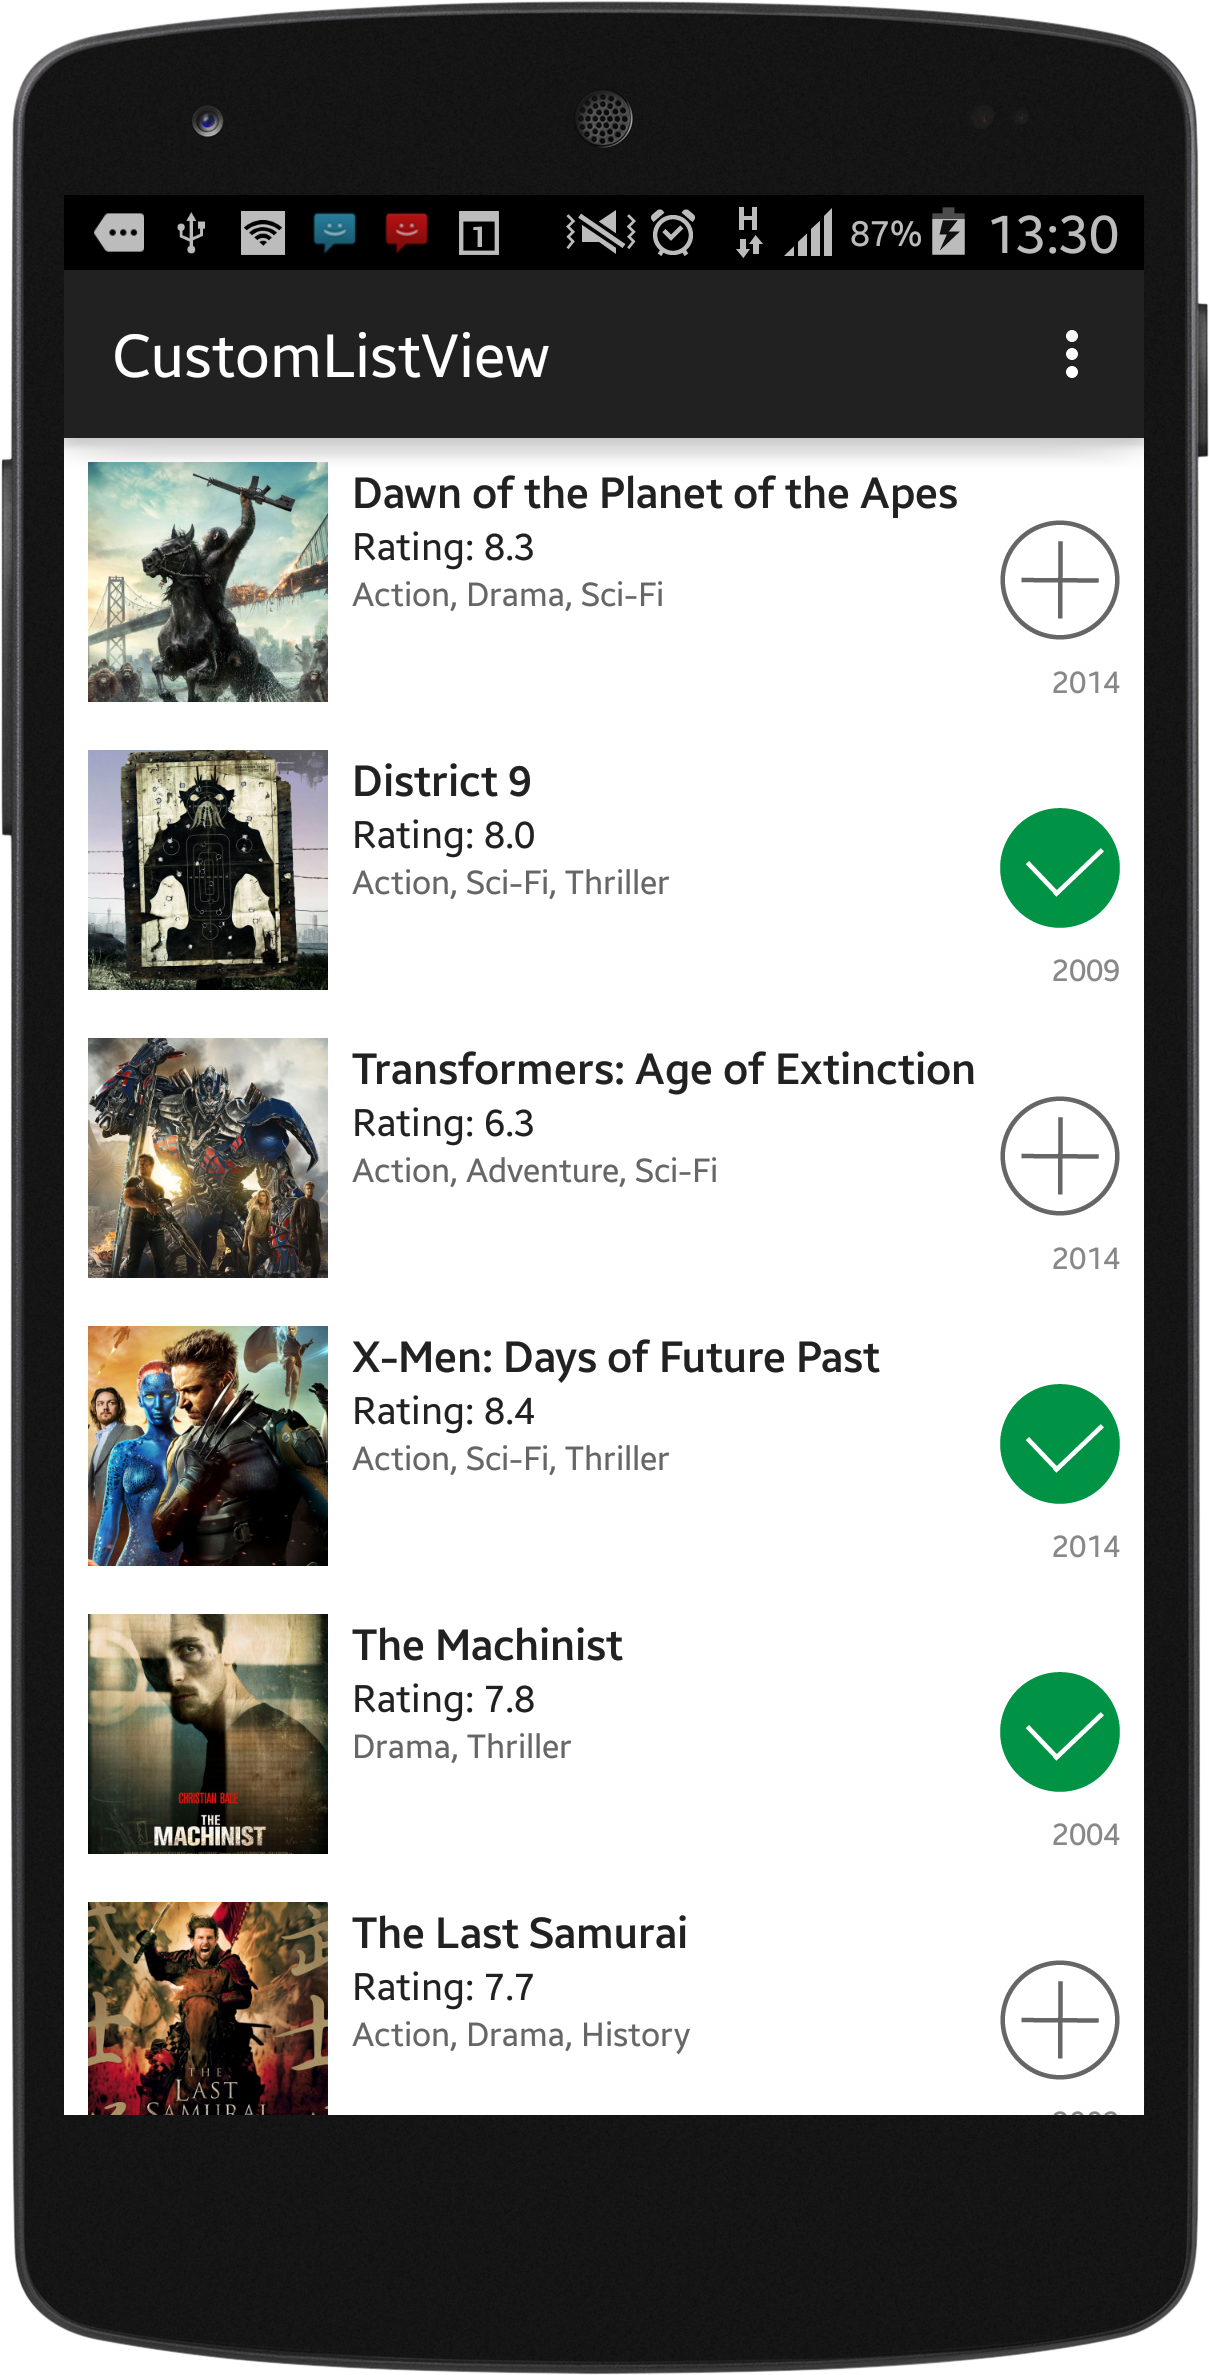 1
H
87%
13:30
CustomListView
Dawn of the Planet of the Apes
Rating: 8.3
Action, Drama, Sci-Fi
2014
District 9
Rating: 8.0
Action, Sci-Fi, Thriller
2009
Transformers: Age of Extinction
Rating: 6.3
Action, Adventure, Sci-Fi
2014
X-Men: Days of Future Past
Rating: 8.4
Action, Sci-Fi, Thriller
2014
The Machinist
Rating: 7.8
Drama, Thriller
CHRISTIAN BALE
THE
MACHINIST
2004
The Last Samurai
Rating: 7.7
Action, Drama, History
武士
THE
LAST
SAMURAI